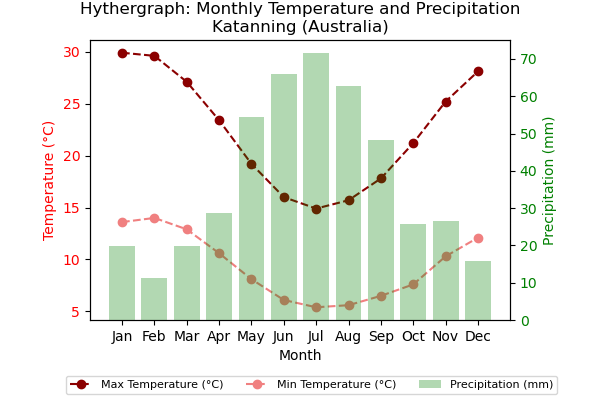 Hythergraph: Monthly Temperature and Precipitation
Katanning (Australia)
30
25
20
15
10
5
Temperature (°C)
70
60
50
40
30
20
10
0
Precipitation (mm)
Jan Feb Mar Apr May Jun Jul Aug Sep Oct Nov Dec
Month
Max Temperature (°C) Min Temperature (°C) Precipitation (mm)